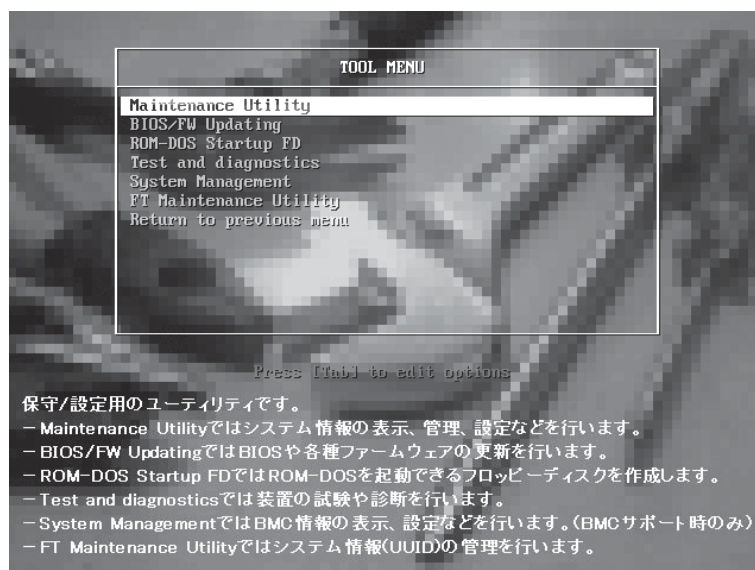 TOOL MENU
Maintenance Utility
BIOS/FW Updating
ROM-DOS Startup FD
Test and diagnostics
System Management
FT Maintenance Utility
Return to previous menu
Press [Tab] to edit options
保守/設定用のユーティリティです。
－Maintenance Utilityではシステム情報の表示、管理、設定などを行います。
－BIOS/FW UpdatingではBIOSや各種ファームウェアの更新を行います。
－ROM-DOS Startup FDではROM-DOSを起動できるフロッピーディスクを作成します。
－Test and diagnosticsでは装置の試験や診断を行います。
－System ManagementではBMC情報の表示、設定などを行います。(BMCサポート時のみ)
－FT Maintenance Utilityではシステム情報(UUID)の管理を行います。